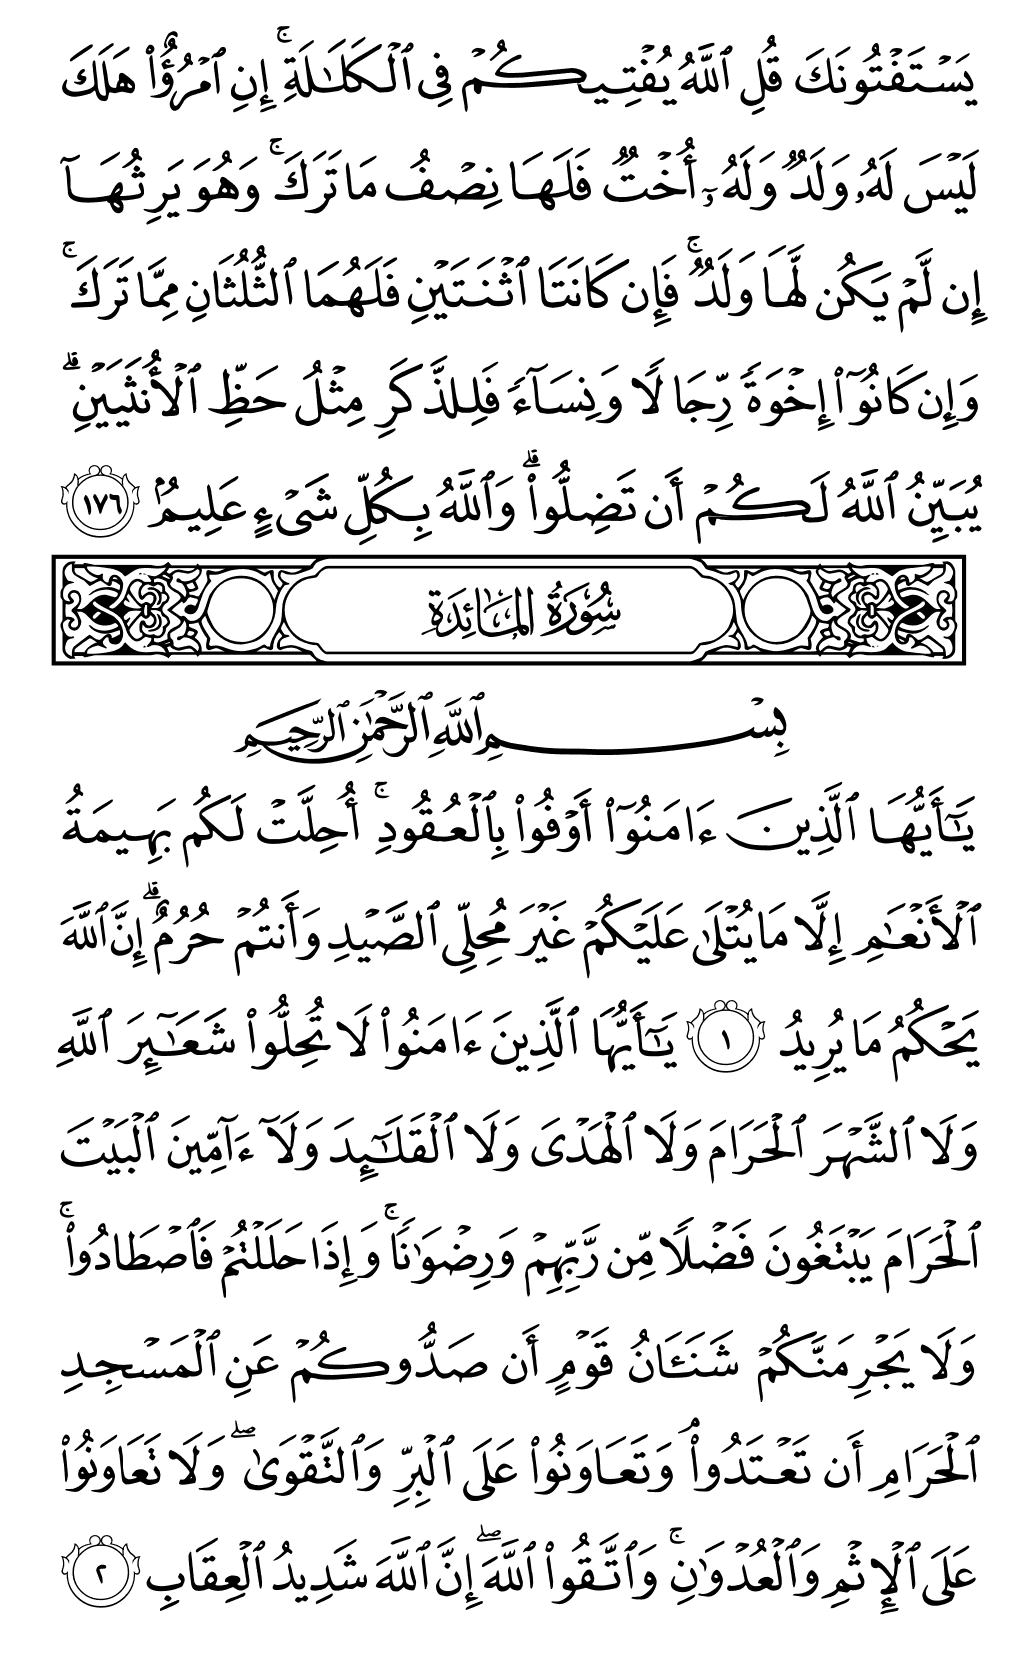 يَسْتَفْتُونَكَ قُلِ ٱللَّهُ يُفْتِيكُمْ فِى ٱلْكَلَـٰلَةِ ۚ إِنِ ٱمْرُؤٌا۟ هَلَكَ
لَيْسَ لَهُۥ وَلَدٌ وَلَهُۥٓ أُخْتٌ فَلَهَا نِصْفُ مَا تَرَكَ ۚ وَهُوَ يَرِثُهَآ
إِن لَّمْ يَكُن لَّهَا وَلَدٌ ۚ فَإِن كَانَتَا ٱثْنَتَيْنِ فَلَهُمَا ٱلثُّلُثَانِ مِمَّا تَرَكَ ۚ
وَإِن كَانُوٓا۟ إِخْوَةً رِّجَالًا وَنِسَآءً فَلِلذَّكَرِ مِثْلُ حَظِّ ٱلْأُنثَيَيْنِ ۗ
يُبَيِّنُ ٱللَّهُ لَكُمْ أَن تَضِلُّوا۟ ۗ وَٱللَّهُ بِكُلِّ شَىْءٍ عَلِيمٌۢ ١٧٦
سُورَةُ المَائِدَةِ
بِسْمِ ٱللَّهِ ٱلرَّحْمَـٰنِ ٱلرَّحِيمِ
يَـٰٓأَيُّهَا ٱلَّذِينَ ءَامَنُوٓا۟ أَوْفُوا۟ بِٱلْعُقُودِ ۚ أُحِلَّتْ لَكُم بَهِيمَةُ
ٱلْأَنْعَـٰمِ إِلَّا مَا يُتْلَىٰ عَلَيْكُمْ غَيْرَ مُحِلِّى ٱلصَّيْدِ وَأَنتُمْ حُرُمٌ ۗ إِنَّ ٱللَّهَ
يَحْكُمُ مَا يُرِيدُ ١ يَـٰٓأَيُّهَا ٱلَّذِينَ ءَامَنُوا۟ لَا تُحِلُّوا۟ شَعَـٰٓئِرَ ٱللَّهِ
وَلَا ٱلشَّهْرَ ٱلْحَرَامَ وَلَا ٱلْهَدْىَ وَلَا ٱلْقَلَـٰٓئِدَ وَلَآ ءَآمِّينَ ٱلْبَيْتَ
ٱلْحَرَامَ يَبْتَغُونَ فَضْلًا مِّن رَّبِّهِمْ وَرِضْوَٰنًا ۚ وَإِذَا حَلَلْتُمْ فَٱصْطَادُوا۟ ۚ
وَلَا يَجْرِمَنَّكُمْ شَنَـَٔانُ قَوْمٍ أَن صَدُّوكُمْ عَنِ ٱلْمَسْجِدِ
ٱلْحَرَامِ أَن تَعْتَدُوا۟ ۘ وَتَعَاوَنُوا۟ عَلَى ٱلْبِرِّ وَٱلتَّقْوَىٰ ۖ وَلَا تَعَاوَنُوا۟
عَلَى ٱلْإِثْمِ وَٱلْعُدْوَٰنِ ۚ وَٱتَّقُوا۟ ٱللَّهَ ۖ إِنَّ ٱللَّهَ شَدِيدُ ٱلْعِقَابِ ٢